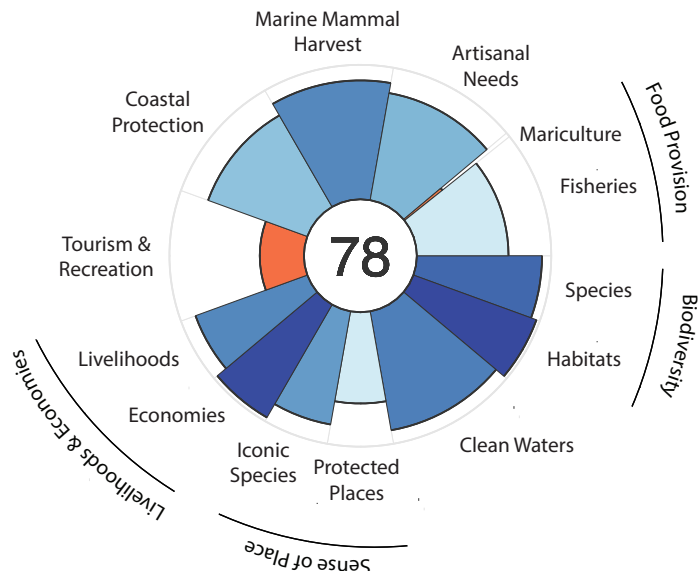 Marine Mammal
Harvest
Artisanal
Needs
Coastal
Protection
Mariculture
Fisheries
Food Provision
78
Tourism &
Recreation
Species
Habitats
Biodiversity
Livelihoods
Economies
Livelihoods & Economies
Iconic
Species
Protected
Places
Clean Waters
Sense of Place